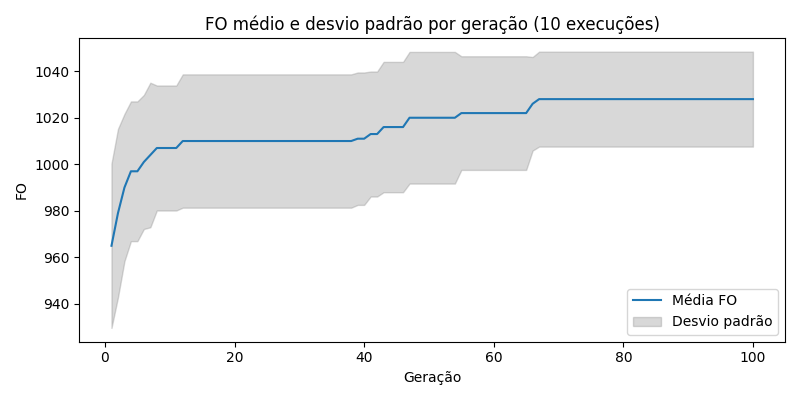 FO médio e desvio padrão por geração (10 execuções)
1040
1020
1000
980
960
940
FO
0
20
40
60
80
100
Geração
Média FO
Desvio padrão